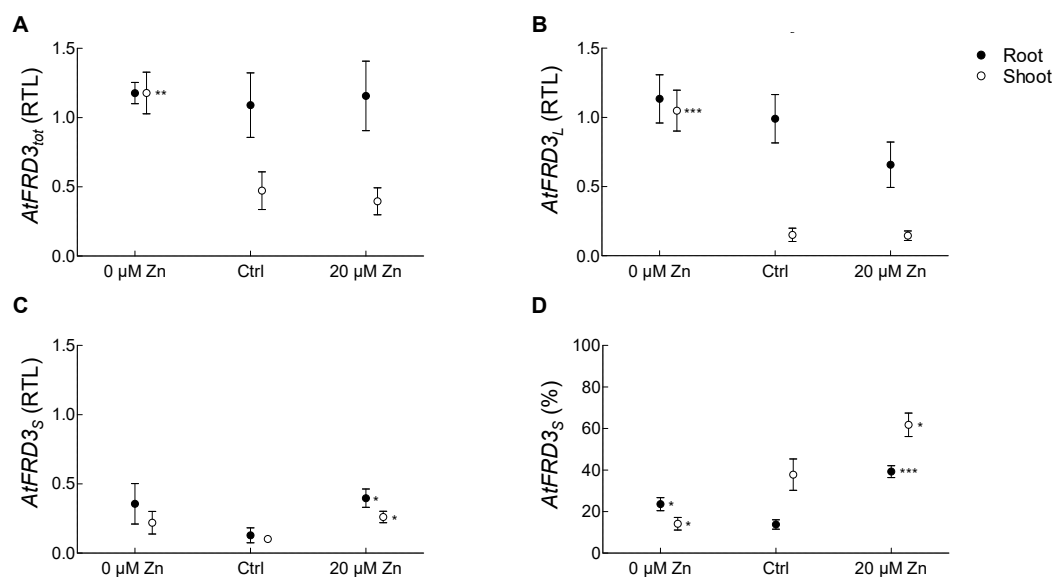 A
AtFRD3tot (RTL)
1.5
1.0
0.5
0.0
**
0 µM Zn
Ctrl
20 µM Zn
B
AtFRD3L (RTL)
1.5
1.0
0.5
0.0
***
0 µM Zn
Ctrl
20 µM Zn
Root
Shoot
C
AtFRD3S (RTL)
1.5
1.0
0.5
0.0
*
*
0 µM Zn
Ctrl
20 µM Zn
D
AtFRD3S (%)
100
80
60
40
20
0
*
*
*
***
0 µM Zn
Ctrl
20 µM Zn